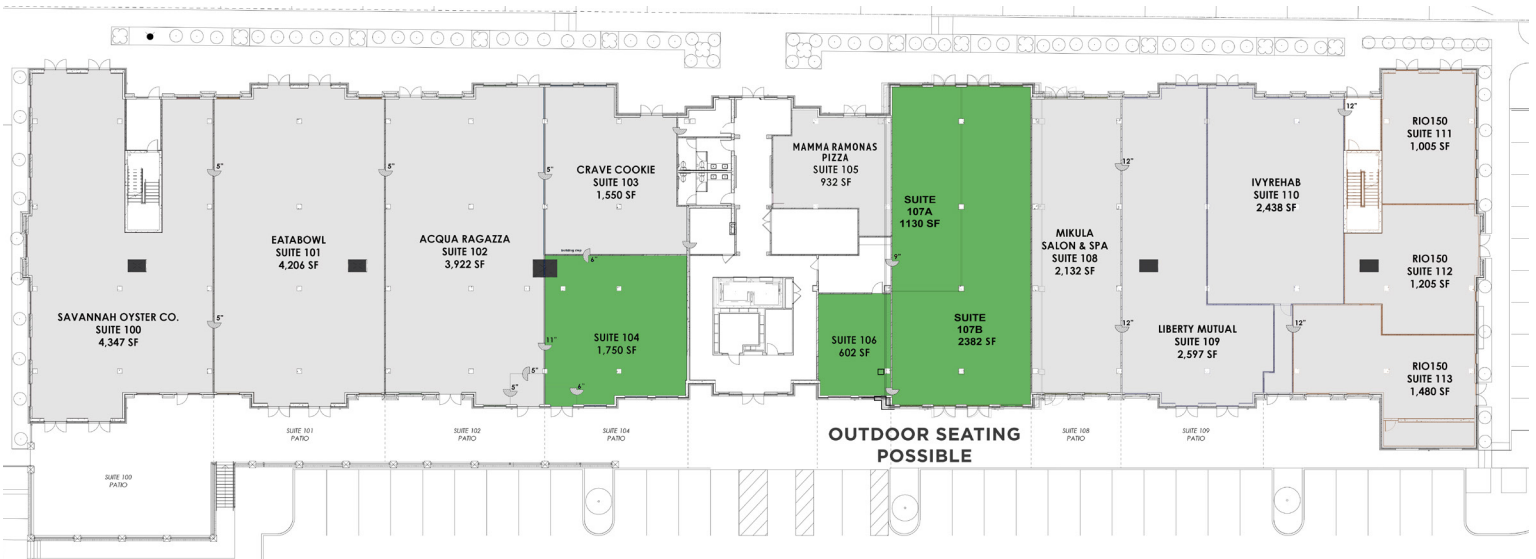 SAVANNAH OYSTER CO.
SUITE 100
4,347 SF
5"
5"
EATABOWL
SUITE 101
4,206 SF
5"
ACQUA RAGAZZA
SUITE 102
3,922 SF
CRAVE COOKIE
SUITE 103
1,550 SF
5"
6"
SUITE 104
1,750 SF
11"
5"
5"
6"
MAMMA RAMONAS
PIZZA
SUITE 105
932 SF
SUITE 106
602 SF
9"
SUITE
107A
1130 SF
SUITE
107B
2382 SF
MIKULA
SALON & SPA
SUITE 108
2,132 SF
12"
12"
LIBERTY MUTUAL
SUITE 109
2,597 SF
IVYREHAB
SUITE 110
2,438 SF
12"
12"
RIO150
SUITE 111
1,005 SF
RIO150
SUITE 112
1,205 SF
RIO150
SUITE 113
1,480 SF
SUITE 101
PATIO
SUITE 102
PATIO
SUITE 104
PATIO
OUTDOOR SEATING
POSSIBLE
SUITE 108
PATIO
SUITE 109
PATIO
SUITE 100
PATIO